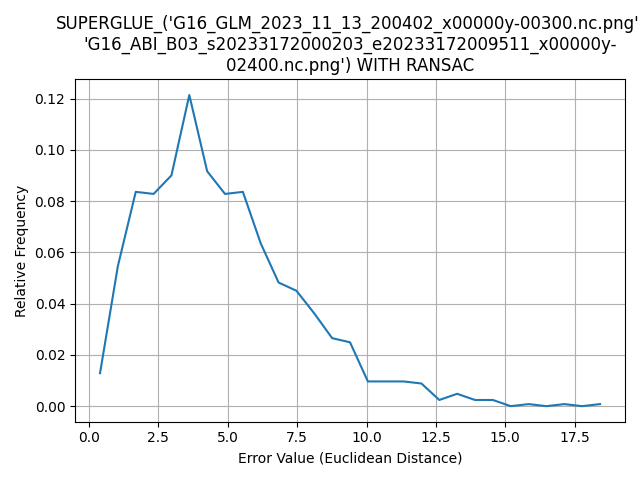 SUPERGLUE_('G16_GLM_2023_11_13_200402_x00000y-00300.nc.png'
'G16_ABI_B03_s20233172000203_e20233172009511_x00000y-
02400.nc.png') WITH RANSAC
0.12
0.10
0.08
0.06
0.04
0.02
0.00
Relative Frequency
0.0 2.5 5.0 7.5 10.0 12.5 15.0 17.5
Error Value (Euclidean Distance)